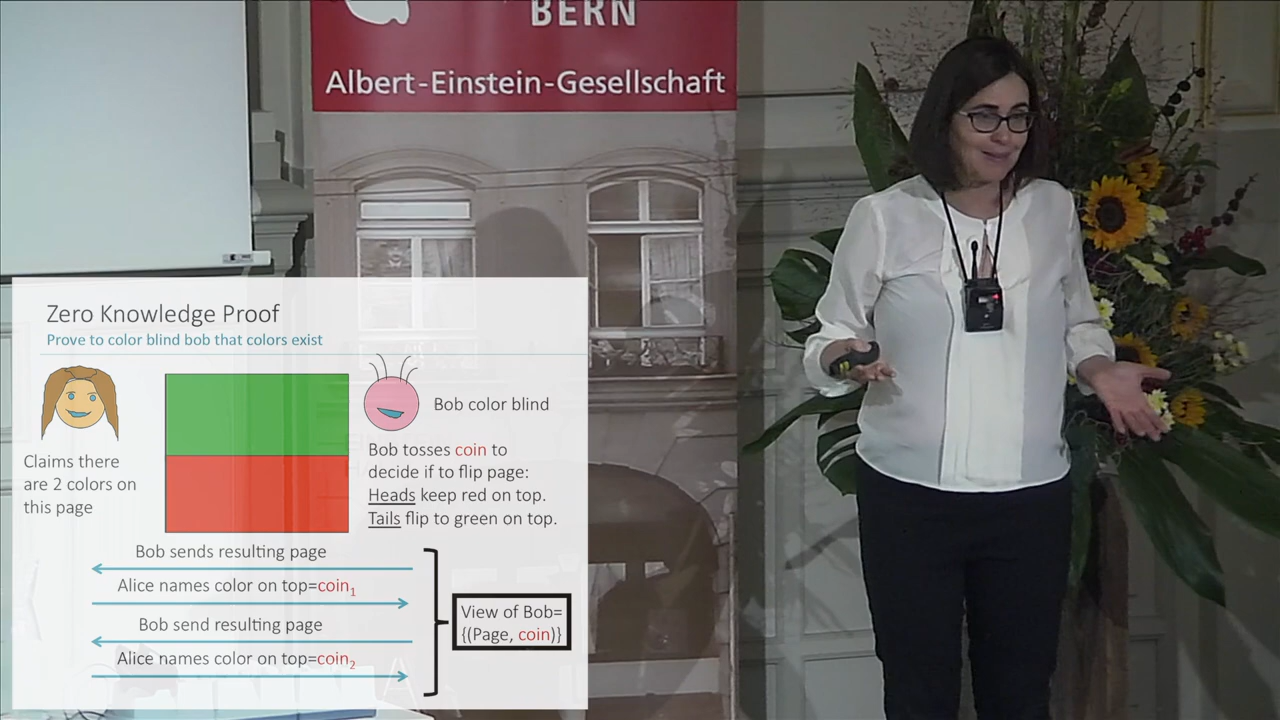 BERN
Albert-Einstein-Gesellschaft
Zero Knowledge Proof
Prove to color blind bob that colors exist
Bob color blind
Claims there
are 2 colors on
this page
Bob tosses coin to
decide if to flip page:
Heads keep red on top.
Tails flip to green on top.
Bob sends resulting page
Alice names color on top=coin1
Bob send resulting page
Alice names color on top=coin2
View of Bob=
{(Page, coin)}